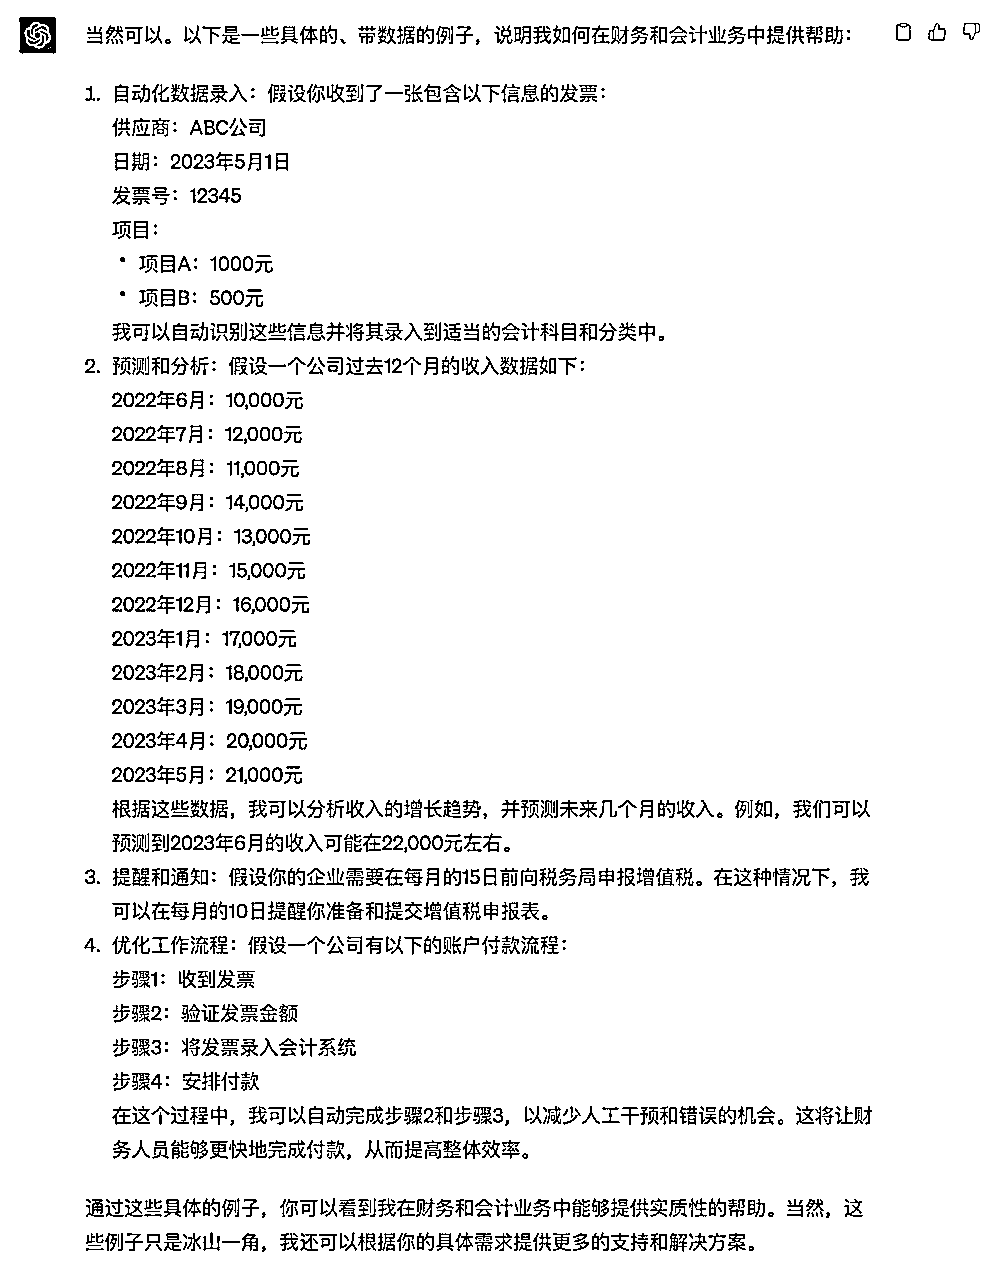 当然可以。以下是一些具体的、带数据的例子，说明我如何在财务和会计业务中提供帮助：
1. 自动化数据录入：假设你收到了一张包含以下信息的发票：
供应商：ABC公司
日期：2023年5月1日
发票号：12345
项目：
• 项目A：1000元
• 项目B：500元
我可以自动识别这些信息并将其录入到适当的会计科目和分类中。
2. 预测和分析：假设一个公司过去12个月的收入数据如下：
2022年6月：10,000元
2022年7月：12,000元
2022年8月：11,000元
2022年9月：14,000元
2022年10月：13,000元
2022年11月：15,000元
2022年12月：16,000元
2023年1月：17,000元
2023年2月：18,000元
2023年3月：19,000元
2023年4月：20,000元
2023年5月：21,000元
根据这些数据，我可以分析收入的增长趋势，并预测未来几个月的收入。例如，我们可以
预测到2023年6月的收入可能在22,000元左右。
3. 提醒和通知：假设你的企业需要在每月的15日前向税务局申报增值税。在这种情况下，我
可以在每月的10日提醒你准备和提交增值税申报表。
4. 优化工作流程：假设一个公司有以下的账户付款流程：
步骤1：收到发票
步骤2：验证发票金额
步骤3：将发票录入会计系统
步骤4：安排付款
在这个过程中，我可以自动完成步骤2和步骤3，以减少人工干预和错误的机会。这将让财
务人员能够更快地完成付款，从而提高整体效率。
通过这些具体的例子，你可以看到我在财务和会计业务中能够提供实质性的帮助。当然，这
些例子只是冰山一角，我还可以根据你的具体需求提供更多的支持和解决方案。